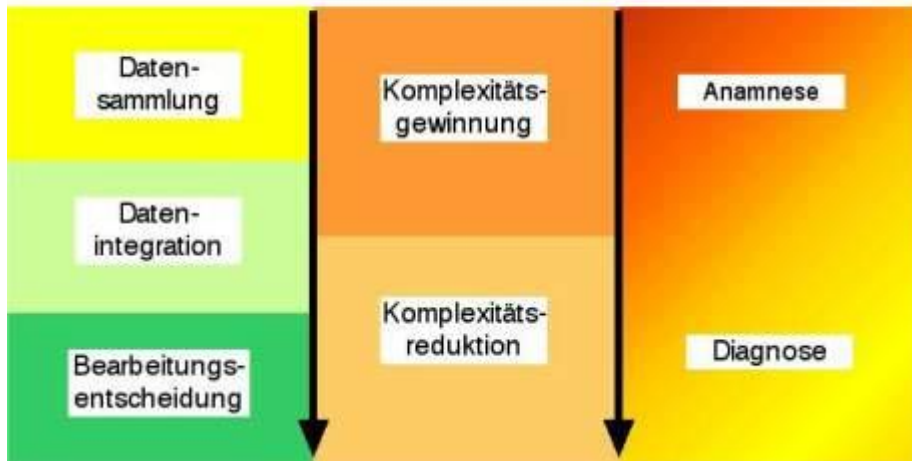 Daten-
sammlung
Daten-
integration
Bearbeitungs-
entscheidung
Komplexitäts-
gewinnung
Komplexitäts-
reduktion
Anamnese
Diagnose